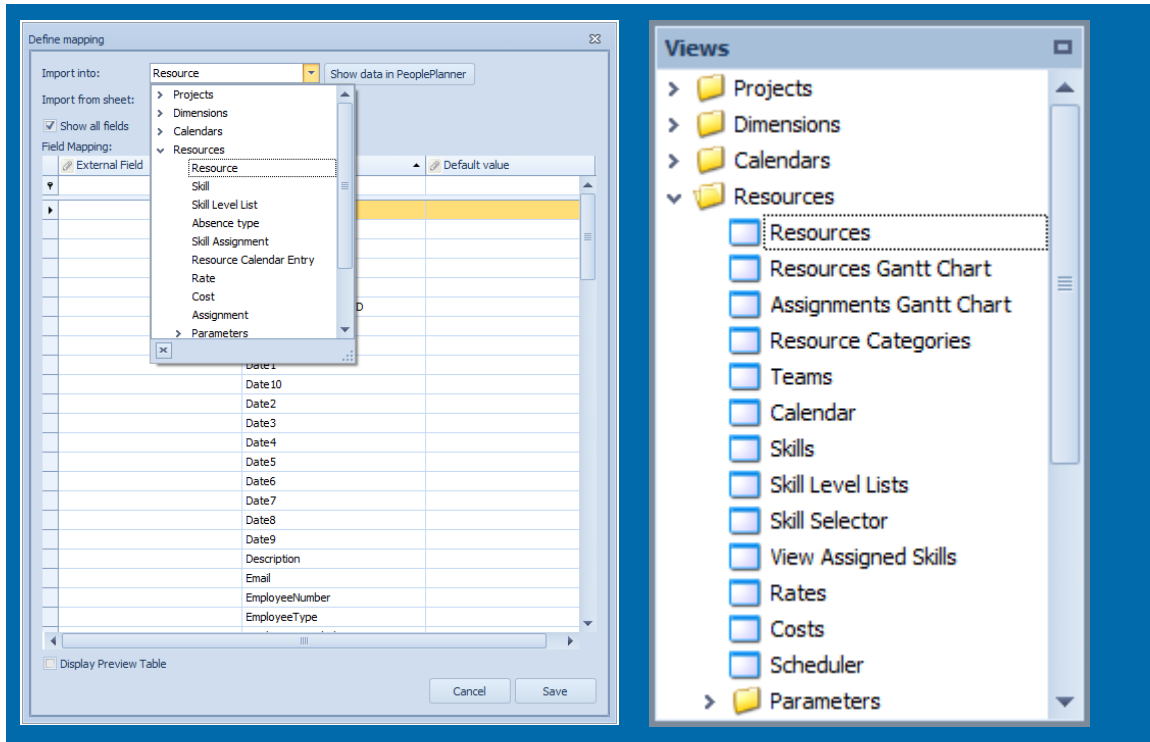 Define mapping
Import into: Resource Show data in PeoplePlanner
Import from sheet:
Projects
Dimensions
Show all fields
Calendars
Field Mapping:
Resources
External Field
Default value
Resource
Skill
Skill Level List
Absence type
Skill Assignment
Resource Calendar Entry
Rate
Cost
Assignment
D
Parameters
Date1
Date10
Date2
Date3
Date4
Date5
Date6
Date7
Date8
Date9
Description
Email
EmployeeNumber
EmployeeType
Display Preview Table
Cancel Save
Views
Projects
Dimensions
Calendars
Resources
Resources
Resources Gantt Chart
Assignments Gantt Chart
Resource Categories
Teams
Calendar
Skills
Skill Level Lists
Skill Selector
View Assigned Skills
Rates
Costs
Scheduler
Parameters